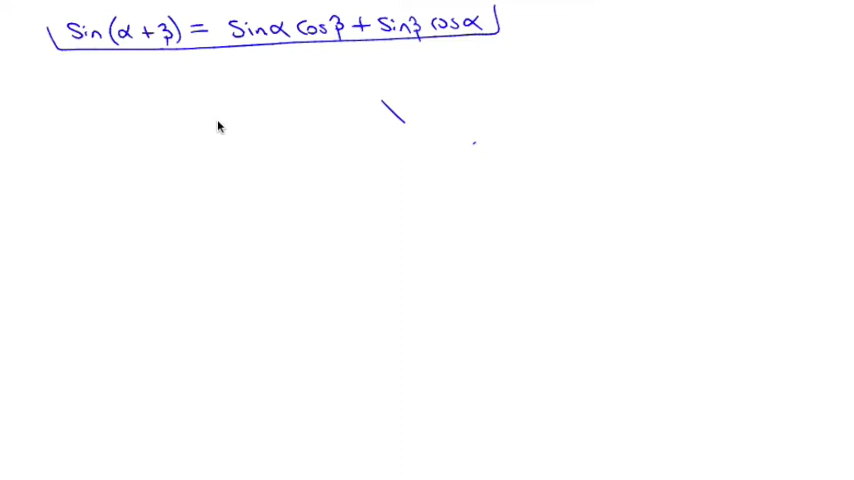 Sin(α + β) = Sinα cosβ + Sinβ cosα